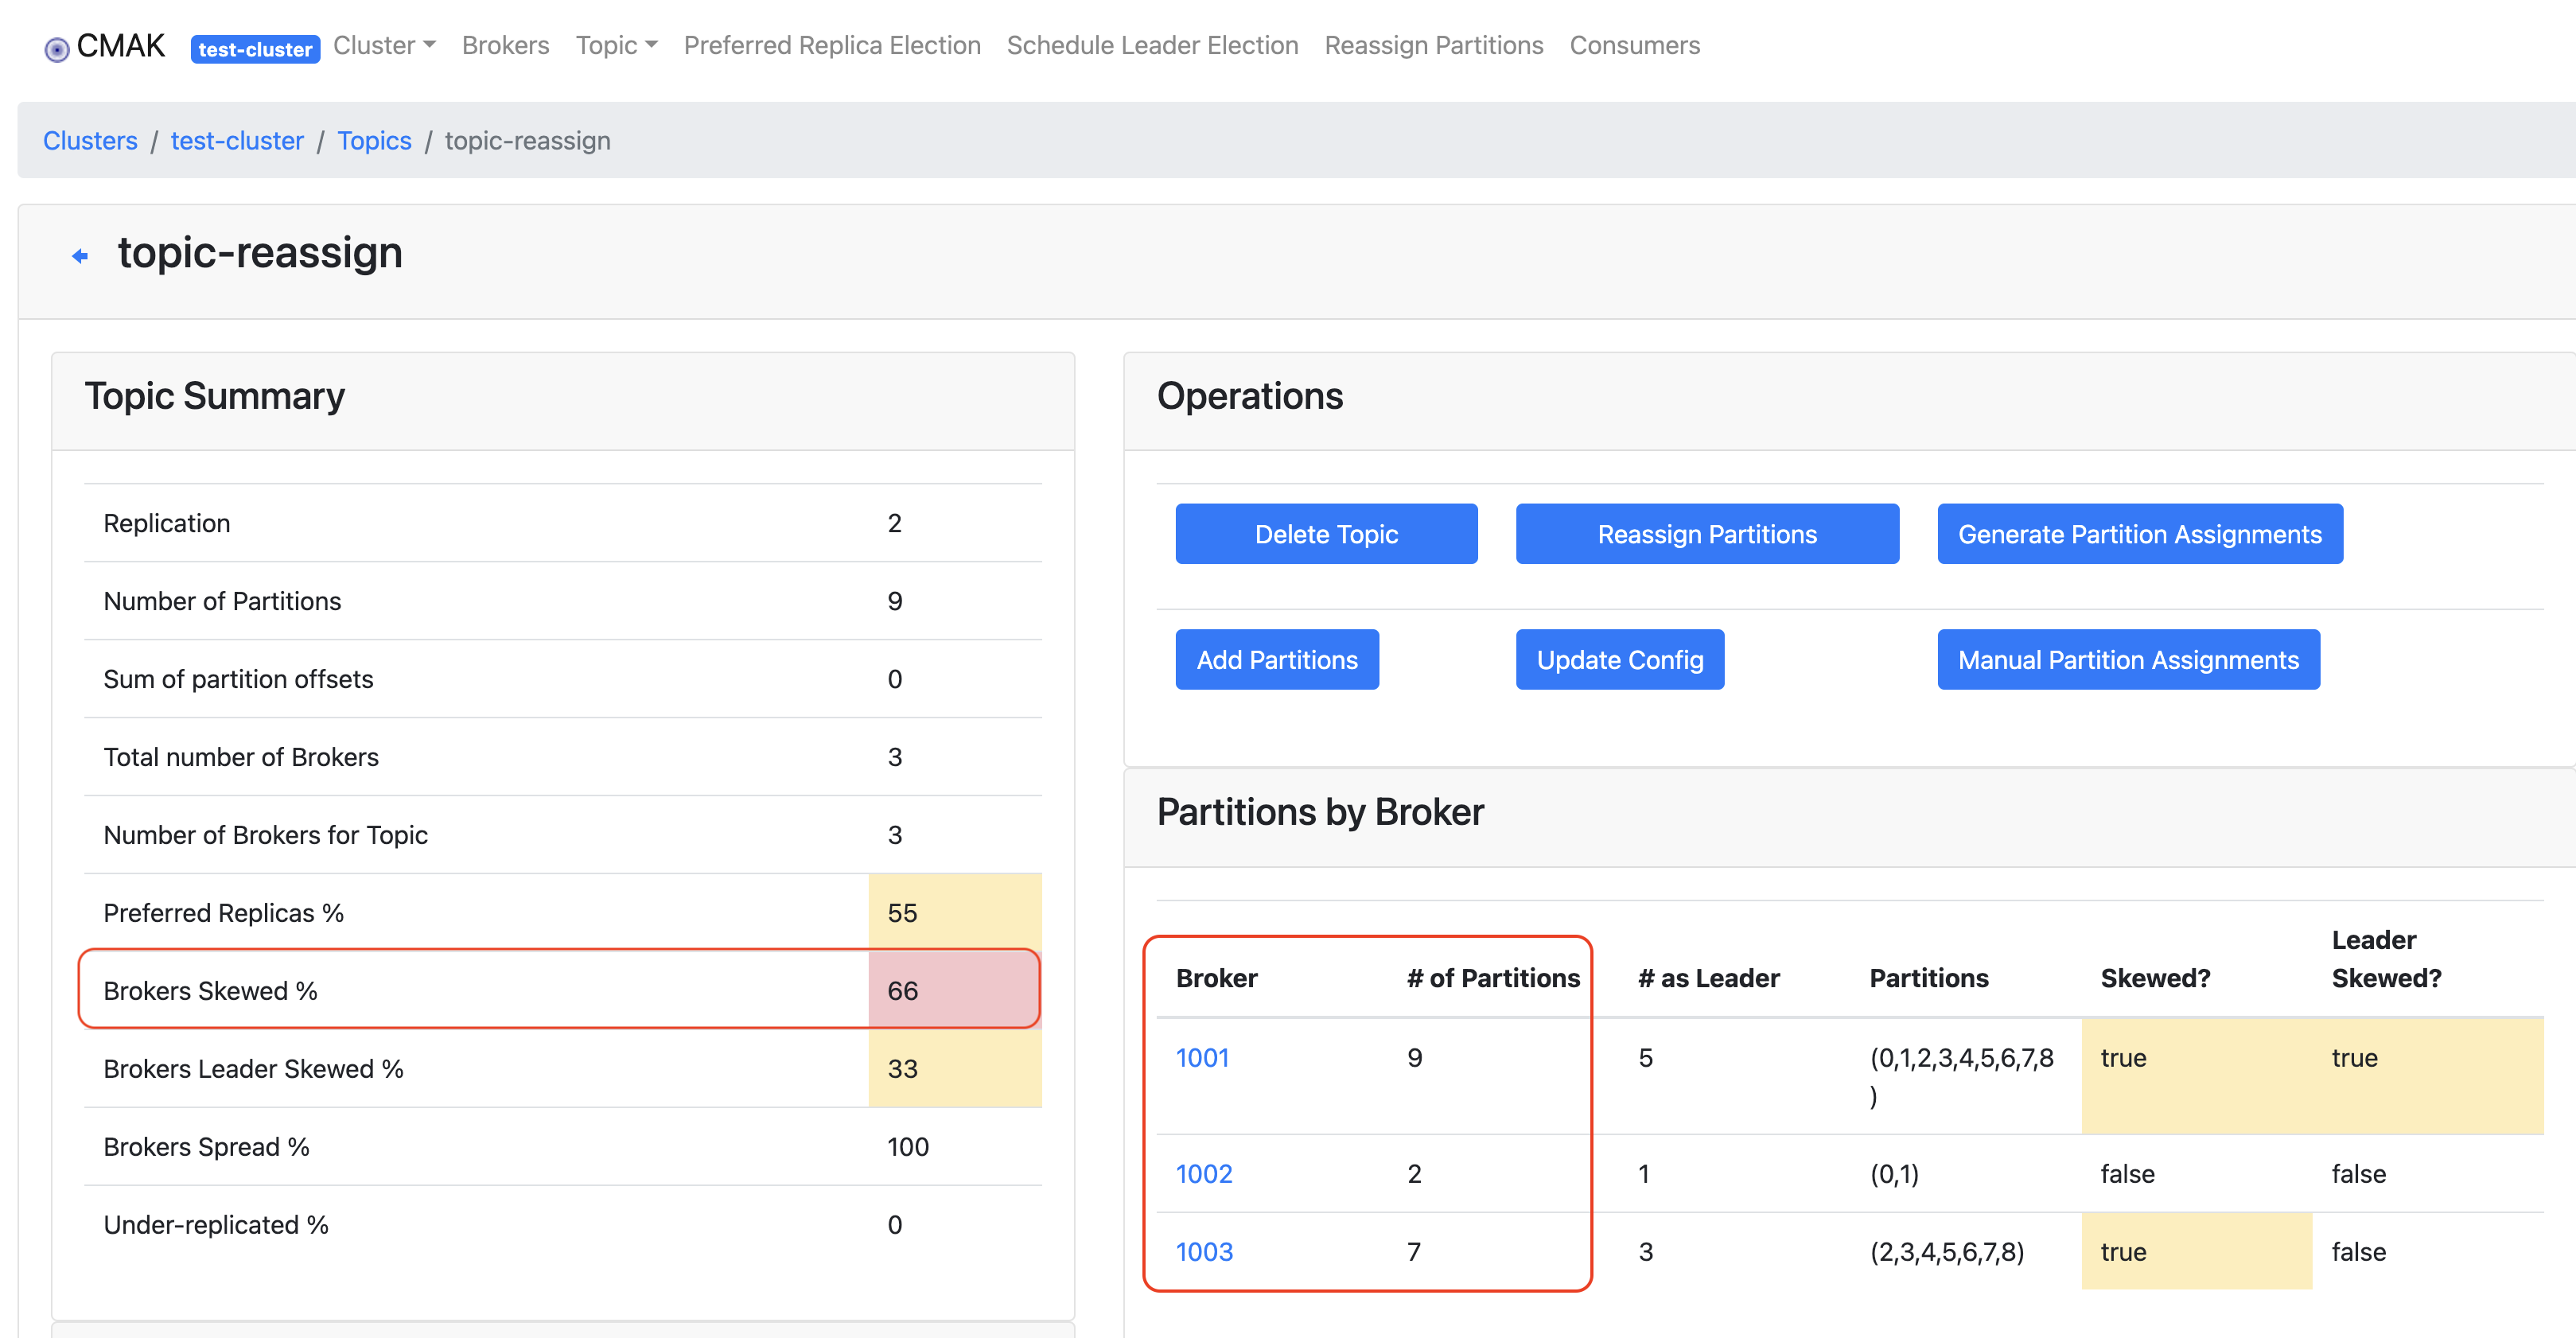 CMAK test-cluster Cluster Brokers Topic Preferred Replica Election Schedule Leader Election Reassign Partitions Consumers
Clusters / test-cluster / Topics / topic-reassign
topic-reassign
Topic Summary
Replication 2
Number of Partitions 9
Sum of partition offsets 0
Total number of Brokers 3
Number of Brokers for Topic 3
Preferred Replicas % 55
Brokers Skewed % 66
Brokers Leader Skewed % 33
Brokers Spread % 100
Under-replicated % 0
Operations
Delete Topic Reassign Partitions Generate Partition Assignments
Add Partitions Update Config Manual Partition Assignments
Partitions by Broker
Broker # of Partitions # as Leader Partitions Skewed? Leader
Skewed?
1001 9 5 (0,1,2,3,4,5,6,7,8 true true
)
1002 2 1 (0,1) false false
1003 7 3 (2,3,4,5,6,7,8) true false